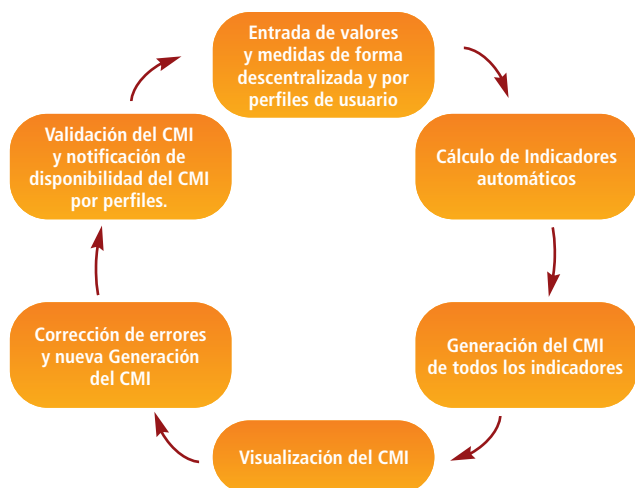 Entrada de valores
y medidas de forma
descentralizada y por
perfiles de usuario
Cálculo de Indicadores
automáticos
Generación del CMI
de todos los indicadores
Visualización del CMI
Corrección de errores
y nueva Generación
del CMI
Validación del CMI
y notificación de
disponibilidad del CMI
por perfiles.